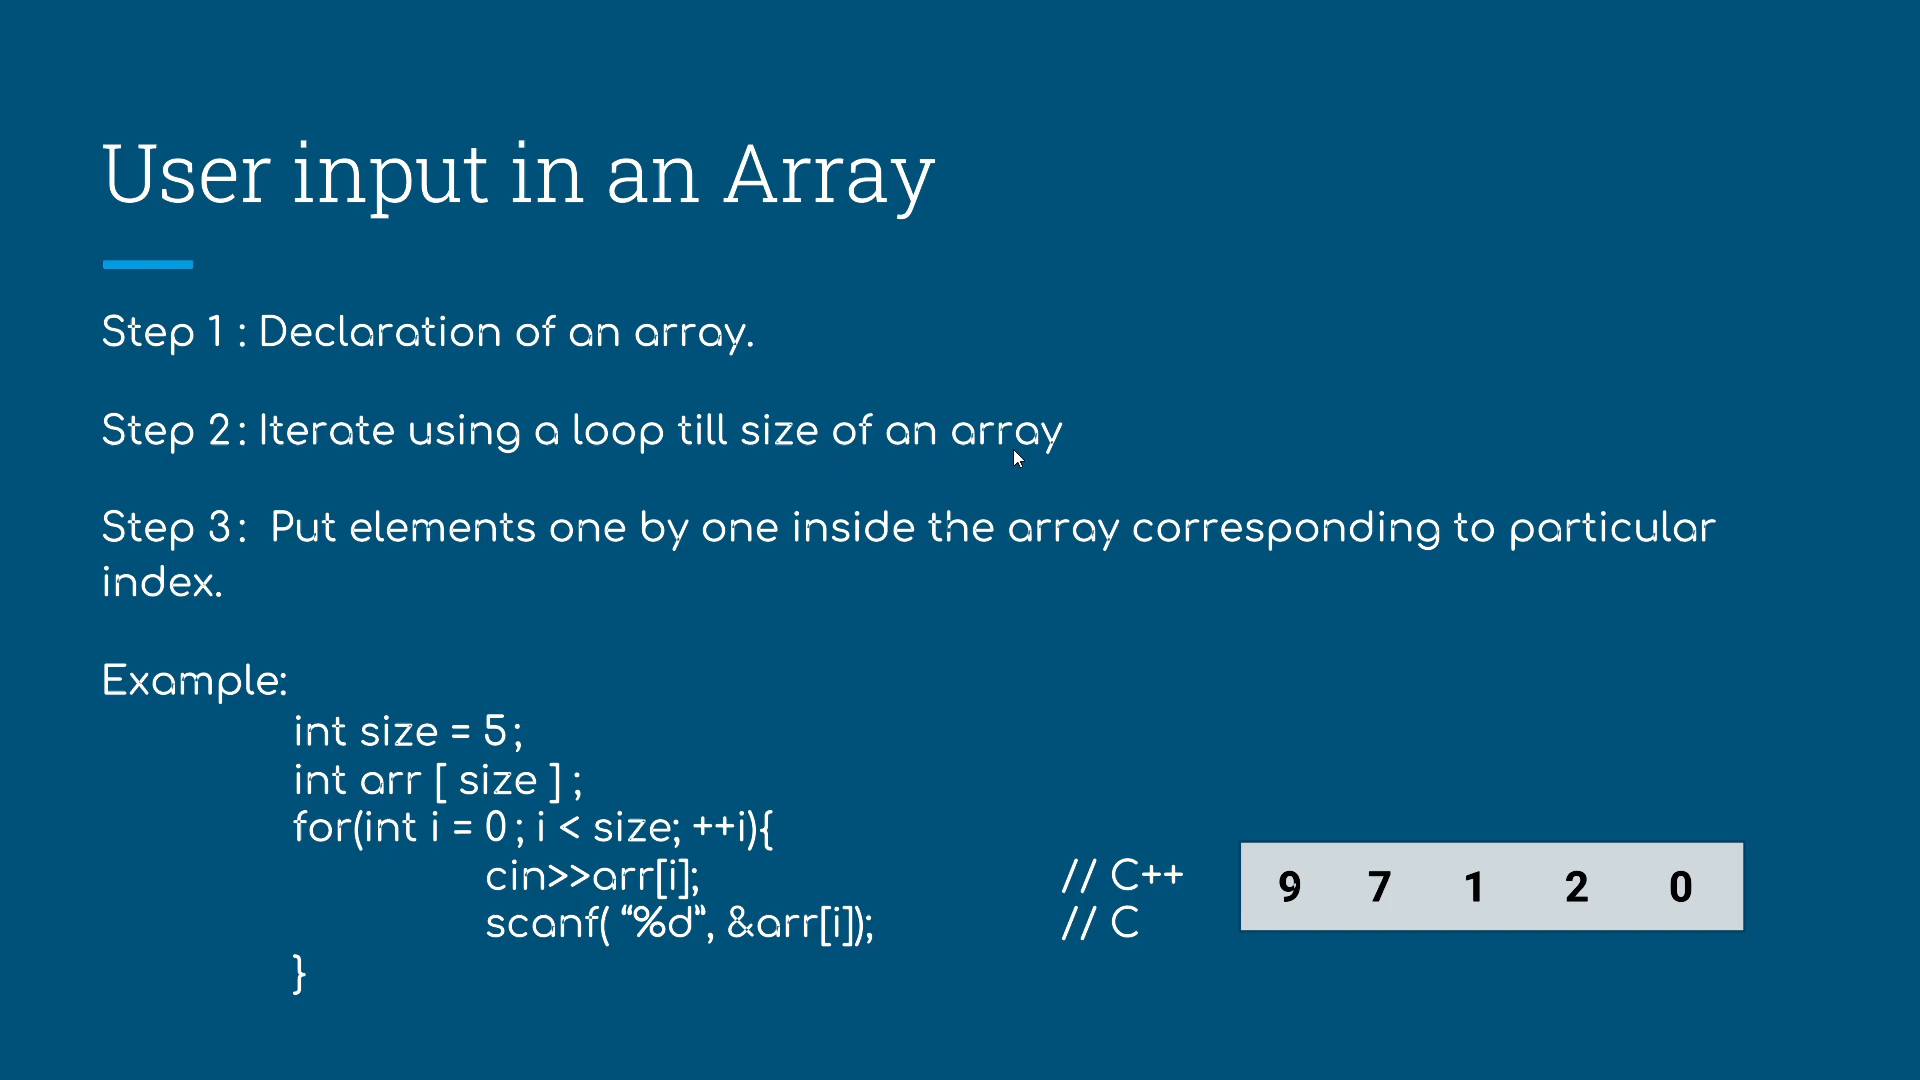 User input in an Array
Step 1 : Declaration of an array.
Step 2 : Iterate using a loop till size of an array
Step 3 : Put elements one by one inside the array corresponding to particular
index.
Example:
int size = 5 ;
int arr [ size ] ;
for(int i = 0 ; i < size; ++i){
cin>>arr[i]; // C++
scanf( “%d”, &arr[i]); // C
}
9 7 1 2 0